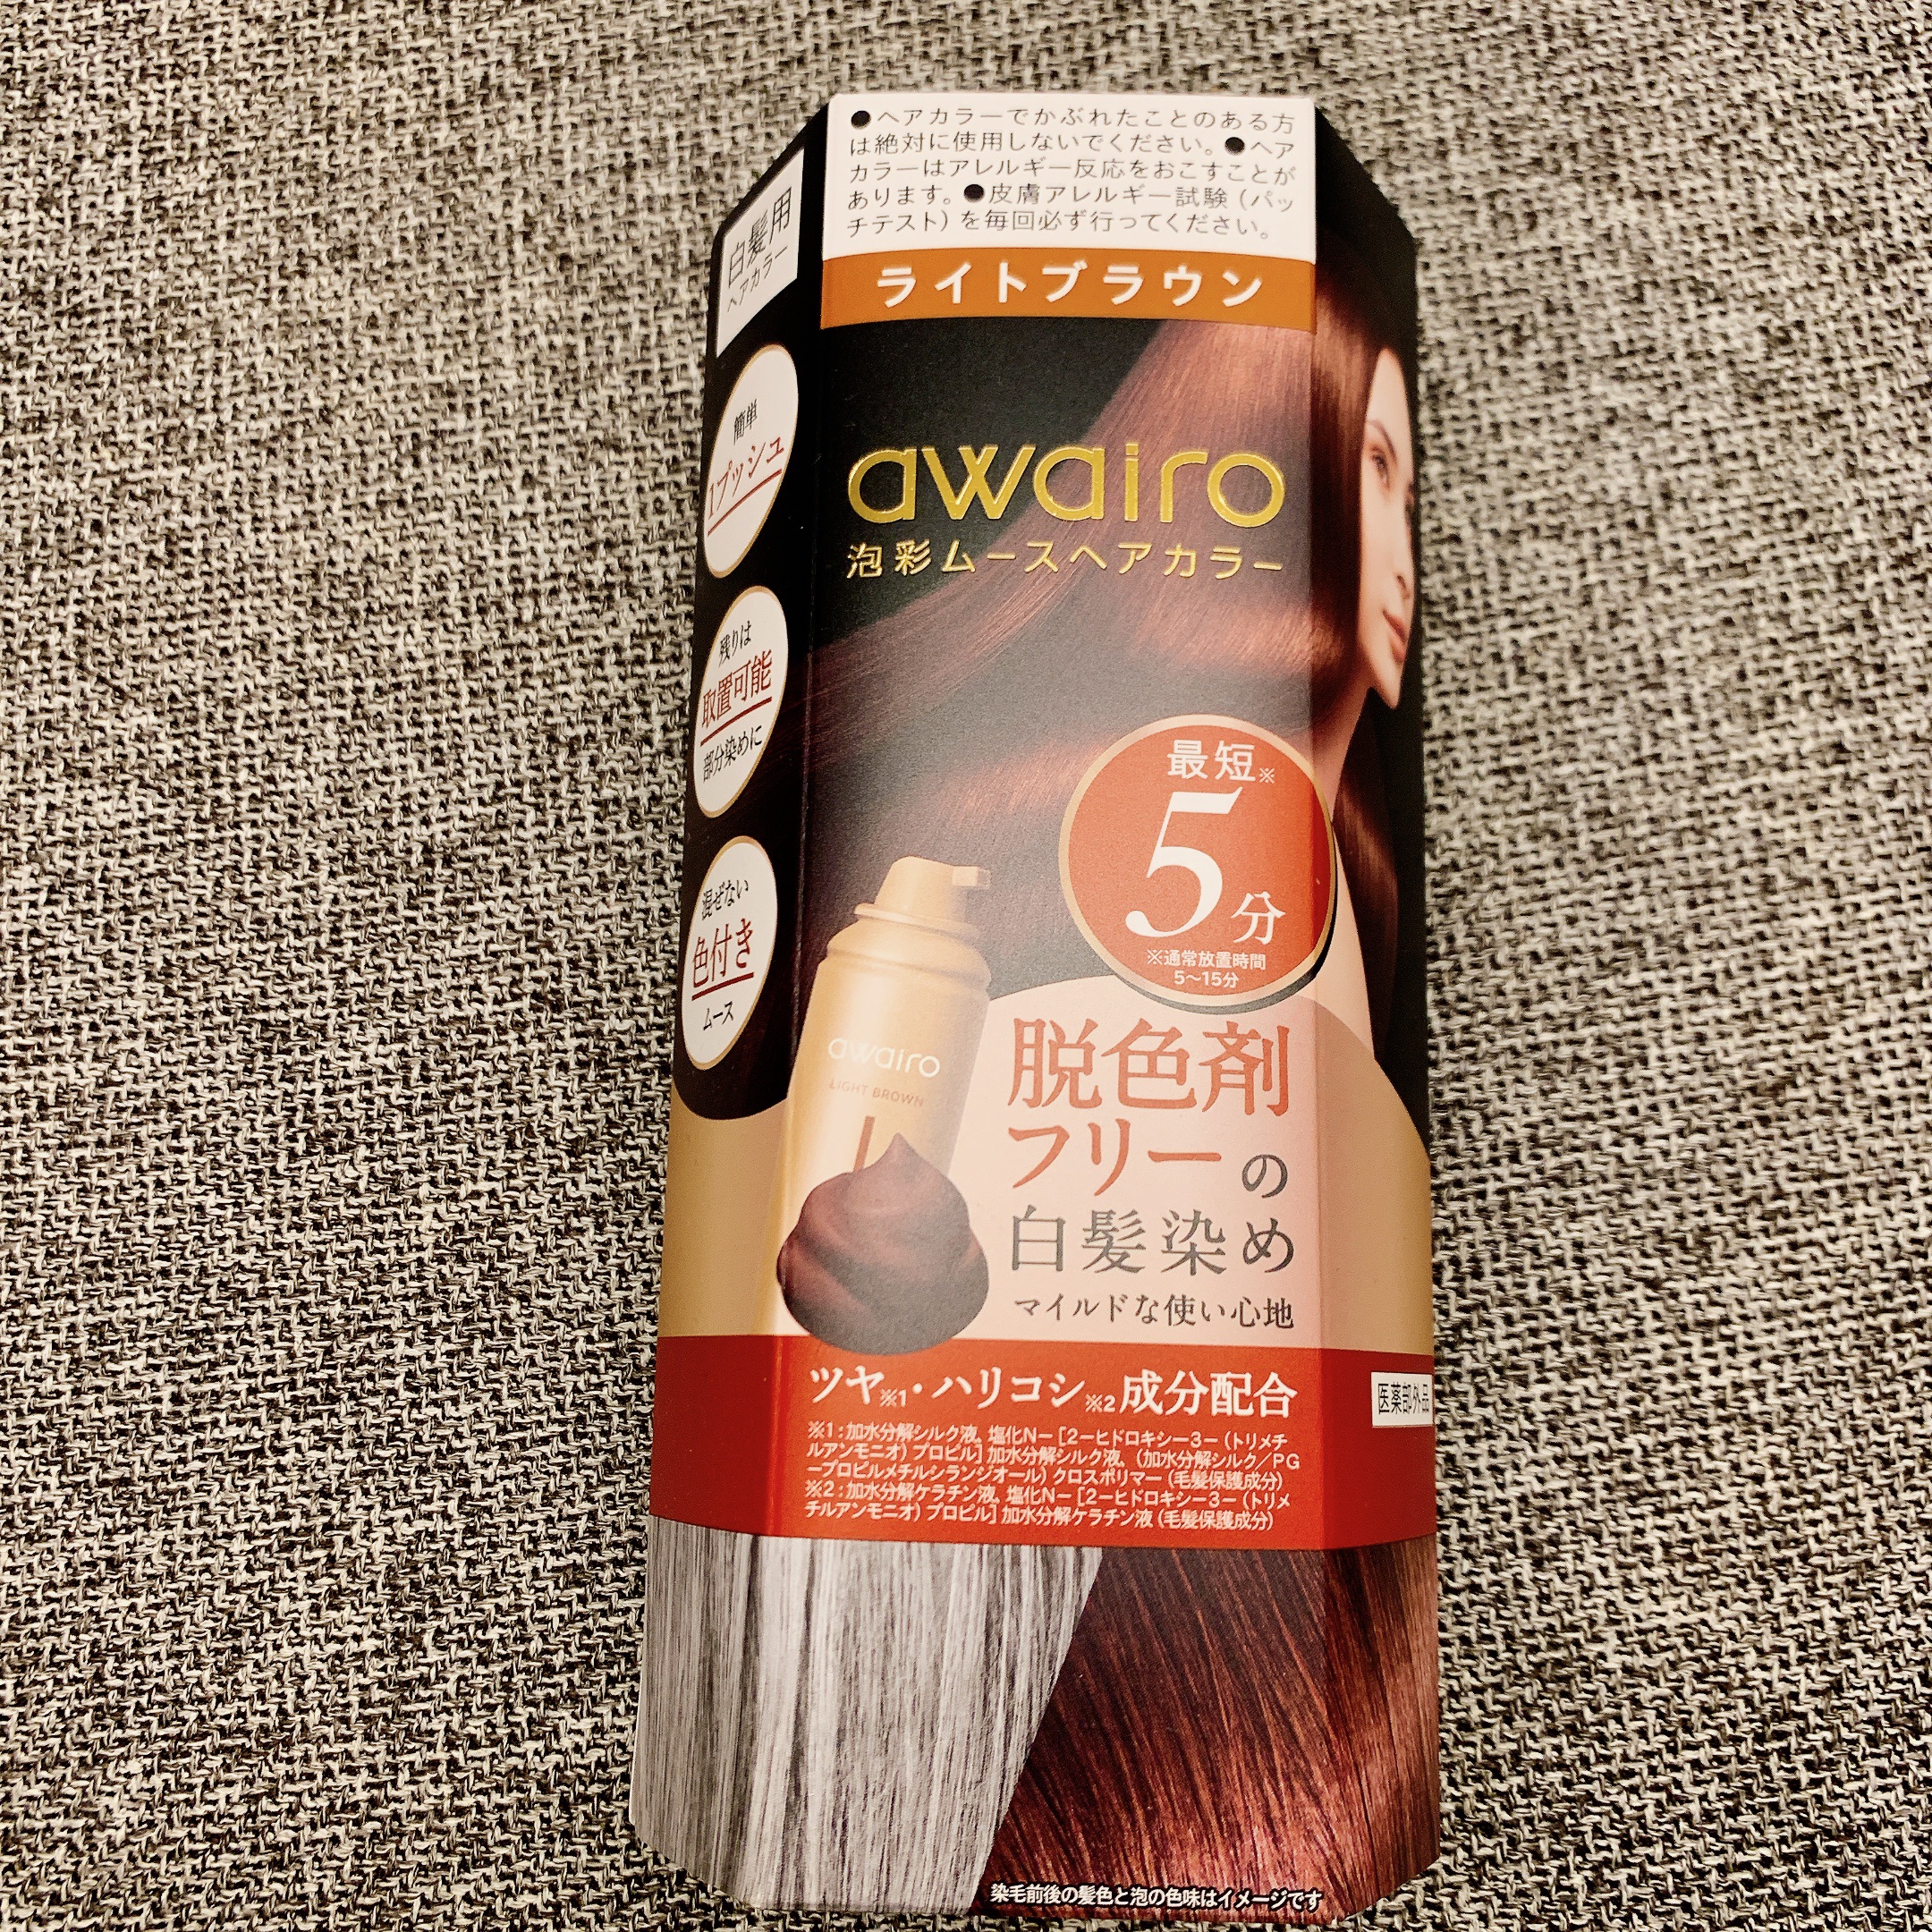 ●ヘアカラーでかぶれたことのある方
は絶対に使用しないでください。●ヘア
カラーはアレルギー反応をおこすことが
あります。●皮膚アレルギー試験(パッ
チテスト)を毎回必ず行ってください。
白髪用
ヘアカラー
ライトブラウン
簡単
1プッシュ
残りは
取置可能
部分染めに
混ぜない
色付き
ムース
awairo
泡彩ムースヘアカラー
最短※
5分
※通常放置時間
5〜15分
awairo
LIGHT BROWN
脱色剤
フリーの
白髪染め
マイルドな使い心地
ツヤ※1・ハリコシ※2成分配合
医薬部外品
※1:加水分解シルク液、塩化N-[2-ヒドロキシ-3-(トリメチ
ルアンモニオ)プロピル]加水分解シルク液、(加水分解シルク/PG
-プロピルメチルシランジオール)クロスポリマー(毛髪保護成分)
※2:加水分解ケラチン液、塩化N-[2-ヒドロキシ-3-(トリメ
チルアンモニオ)プロピル]加水分解ケラチン液(毛髪保護成分)
染毛前後の髪色と泡の色味はイメージです